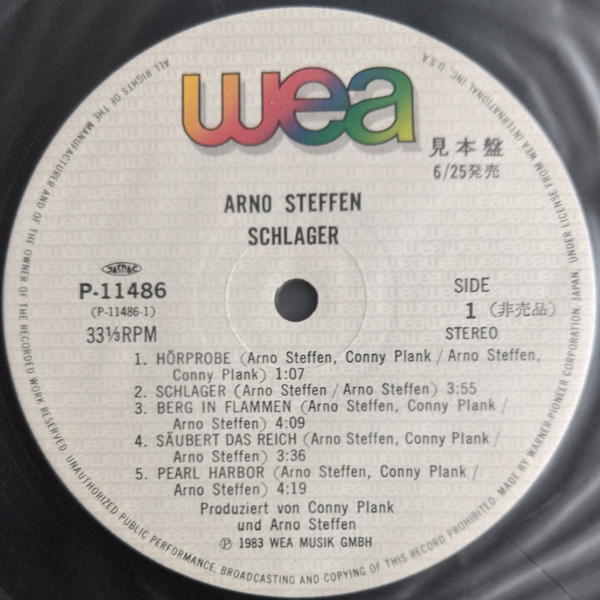 wea
見本盤
6/25発売
ARNO STEFFEN
SCHLAGER
JASRAC
P-11486
(P-11486-1)
33⅓RPM
SIDE
1 (非売品)
STEREO
1. HÖRPROBE (Arno Steffen, Conny Plank / Arno Steffen,
Conny Plank) 1:07
2. SCHLAGER (Arno Steffen / Arno Steffen) 3:55
3. BERG IN FLAMMEN (Arno Steffen, Conny Plank /
Arno Steffen) 4:09
4. SÄUBERT DAS REICH (Arno Steffen, Conny Plank /
Arno Steffen) 3:36
5. PEARL HARBOR (Arno Steffen, Conny Plank /
Arno Steffen) 4:19
Produziert von Conny Plank
und Arno Steffen
Ⓟ 1983 WEA MUSIK GMBH
ALL RIGHTS OF THE MANUFACTURER AND OF THE OWNER OF THE RECORDED WORK RESERVED. UNAUTHORIZED PUBLIC PERFORMANCE, BROADCASTING AND COPYING OF THIS RECORD PROHIBITED. MADE BY WARNER-PIONEER CORPORATION, JAPAN, UNDER LICENSE FROM WEA INTERNATIONAL INC., U.S.A.